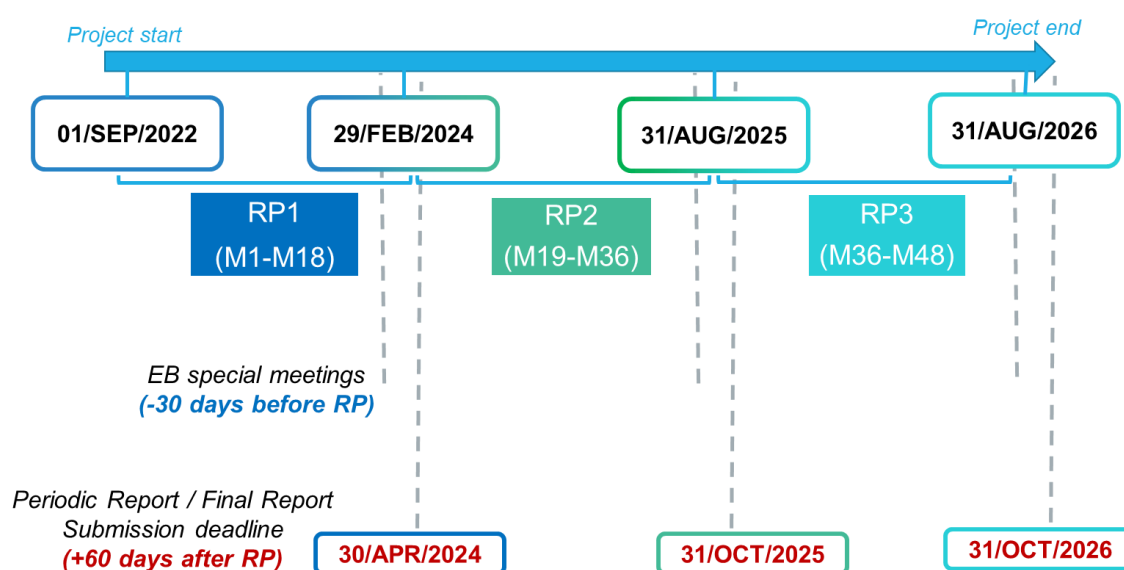 Project start
Project end
01/SEP/2022
29/FEB/2024
31/AUG/2025
31/AUG/2026
RP1
(M1-M18)
RP2
(M19-M36)
RP3
(M36-M48)
EB special meetings
(-30 days before RP)
Periodic Report / Final Report
Submission deadline
(+60 days after RP)
30/APR/2024
31/OCT/2025
31/OCT/2026